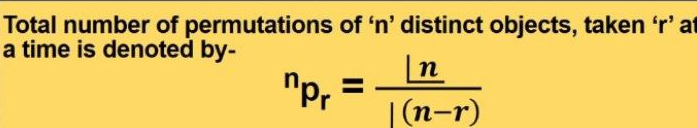 Total number of permutations of ‘n’ distinct objects, taken ‘r’ at
a time is denoted by-
ⁿpᵣ = ⌊n / ⌊(n−r)